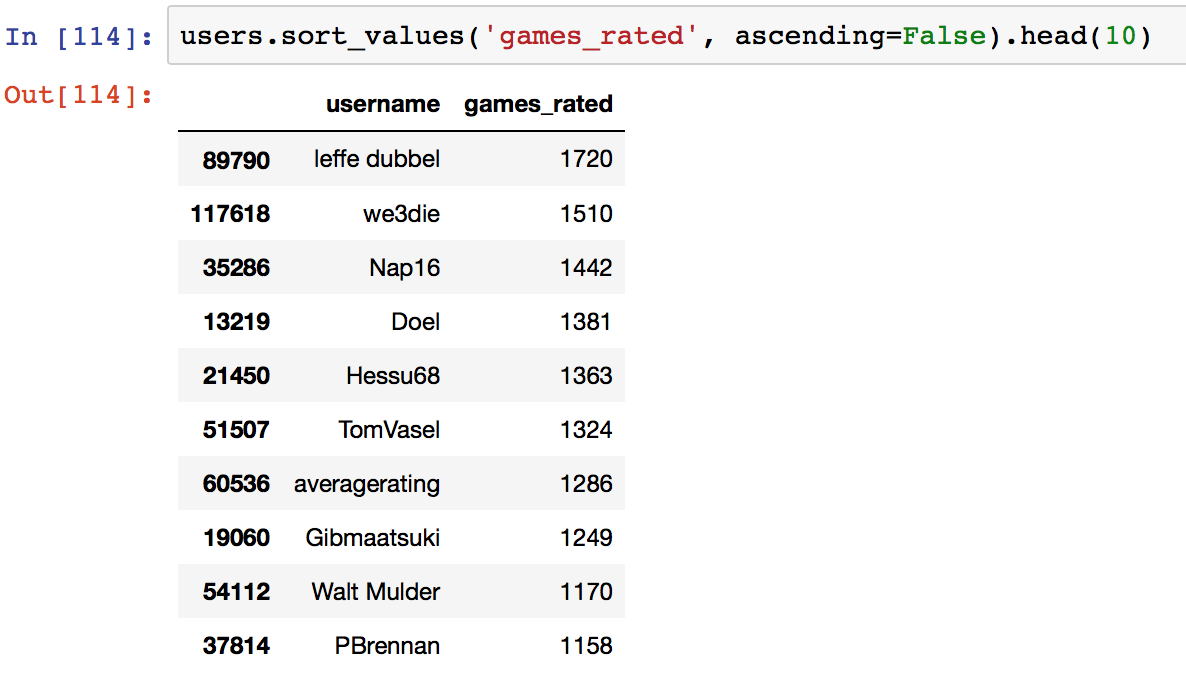 In [114]: users.sort_values('games_rated', ascending=False).head(10)
Out[114]:
username games_rated
89790 leffe dubbel 1720
117618 we3die 1510
35286 Nap16 1442
13219 Doel 1381
21450 Hessu68 1363
51507 TomVasel 1324
60536 averagerating 1286
19060 Gibmaatsuki 1249
54112 Walt Mulder 1170
37814 PBrennan 1158